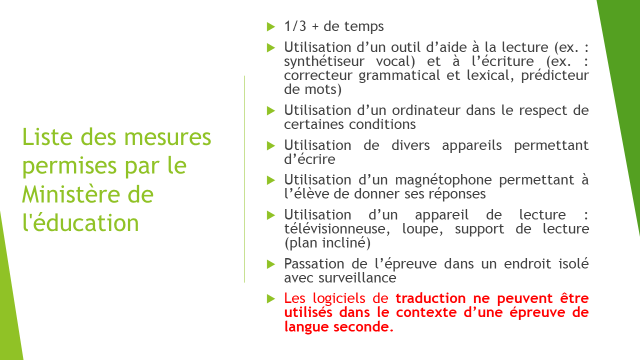 Liste des mesures
permises par le
Ministère de
l'éducation
1/3 + de temps
Utilisation d’un outil d’aide à la lecture (ex. :
synthétiseur vocal) et à l’écriture (ex. :
correcteur grammatical et lexical, prédicteur
de mots)
Utilisation d’un ordinateur dans le respect de
certaines conditions
Utilisation de divers appareils permettant
d’écrire
Utilisation d’un magnétophone permettant à
l’élève de donner ses réponses
Utilisation d’un appareil de lecture :
télévisionneuse, loupe, support de lecture
(plan incliné)
Passation de l’épreuve dans un endroit isolé
avec surveillance
Les logiciels de traduction ne peuvent être
utilisés dans le contexte d’une épreuve de
langue seconde.